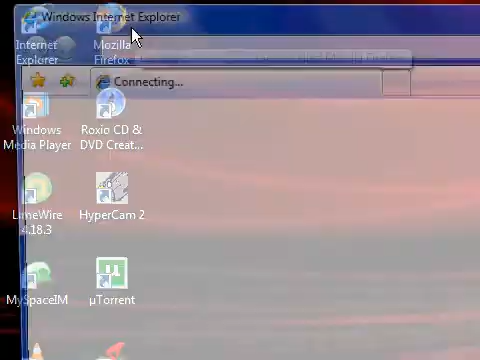 Windows Internet Explorer
Internet
Explorer
Mozilla
Firefox
Connecting...
Windows
Media Player
Roxio CD &
DVD Creat...
LimeWire
4.18.3
HyperCam 2
MySpaceIM
µTorrent